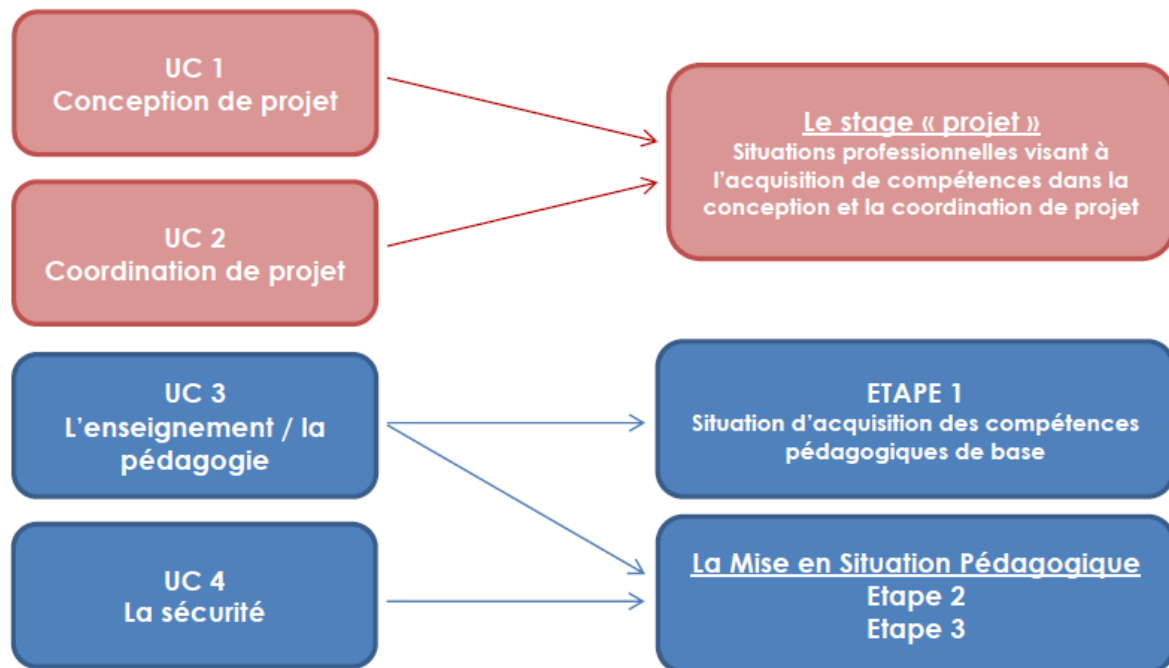 UC 1
Conception de projet
Le stage « projet »
Situations professionnelles visant à
l'acquisition de compétences dans la
conception et la coordination de projet
UC 2
Coordination de projet
UC 3
L'enseignement / la
pédagogie
ETAPE 1
Situation d'acquisition des compétences
pédagogiques de base
UC 4
La sécurité
La Mise en Situation Pédagogique
Etape 2
Etape 3